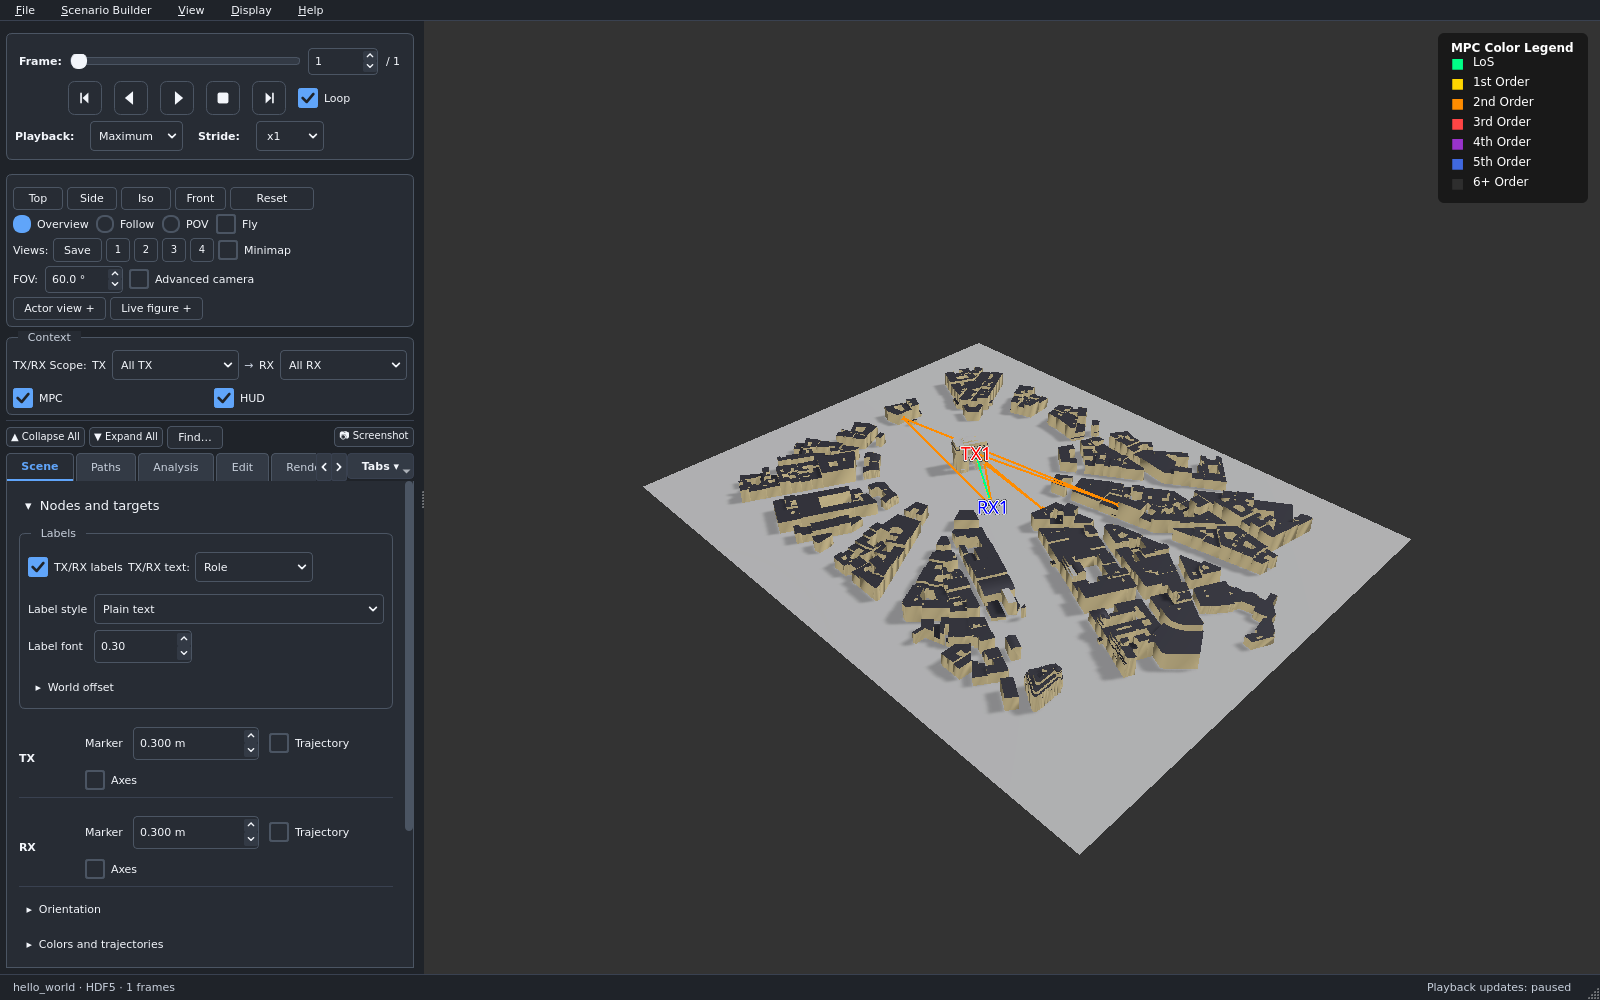 File Scenario Builder View Display Help
Frame: 1 / 1
Loop
Playback: Maximum Stride: x1
Top Side Iso Front Reset
Overview Follow POV Fly
Views: Save 1 2 3 4 Minimap
FOV: 60.0 ° Advanced camera
Actor view + Live figure +
Context
TX/RX Scope: TX All TX → RX All RX
MPC HUD
▲ Collapse All ▼ Expand All Find... Screenshot
Scene Paths Analysis Edit Rende Tabs ▾
▾ Nodes and targets
Labels
TX/RX labels TX/RX text: Role
Label style Plain text
Label font 0.30
▸ World offset
Marker 0.300 m Trajectory
TX
Axes
Marker 0.300 m Trajectory
RX
Axes
▸ Orientation
▸ Colors and trajectories
MPC Color Legend
LoS
1st Order
2nd Order
3rd Order
4th Order
5th Order
6+ Order
TX1
RX1
hello_world · HDF5 · 1 frames
Playback updates: paused